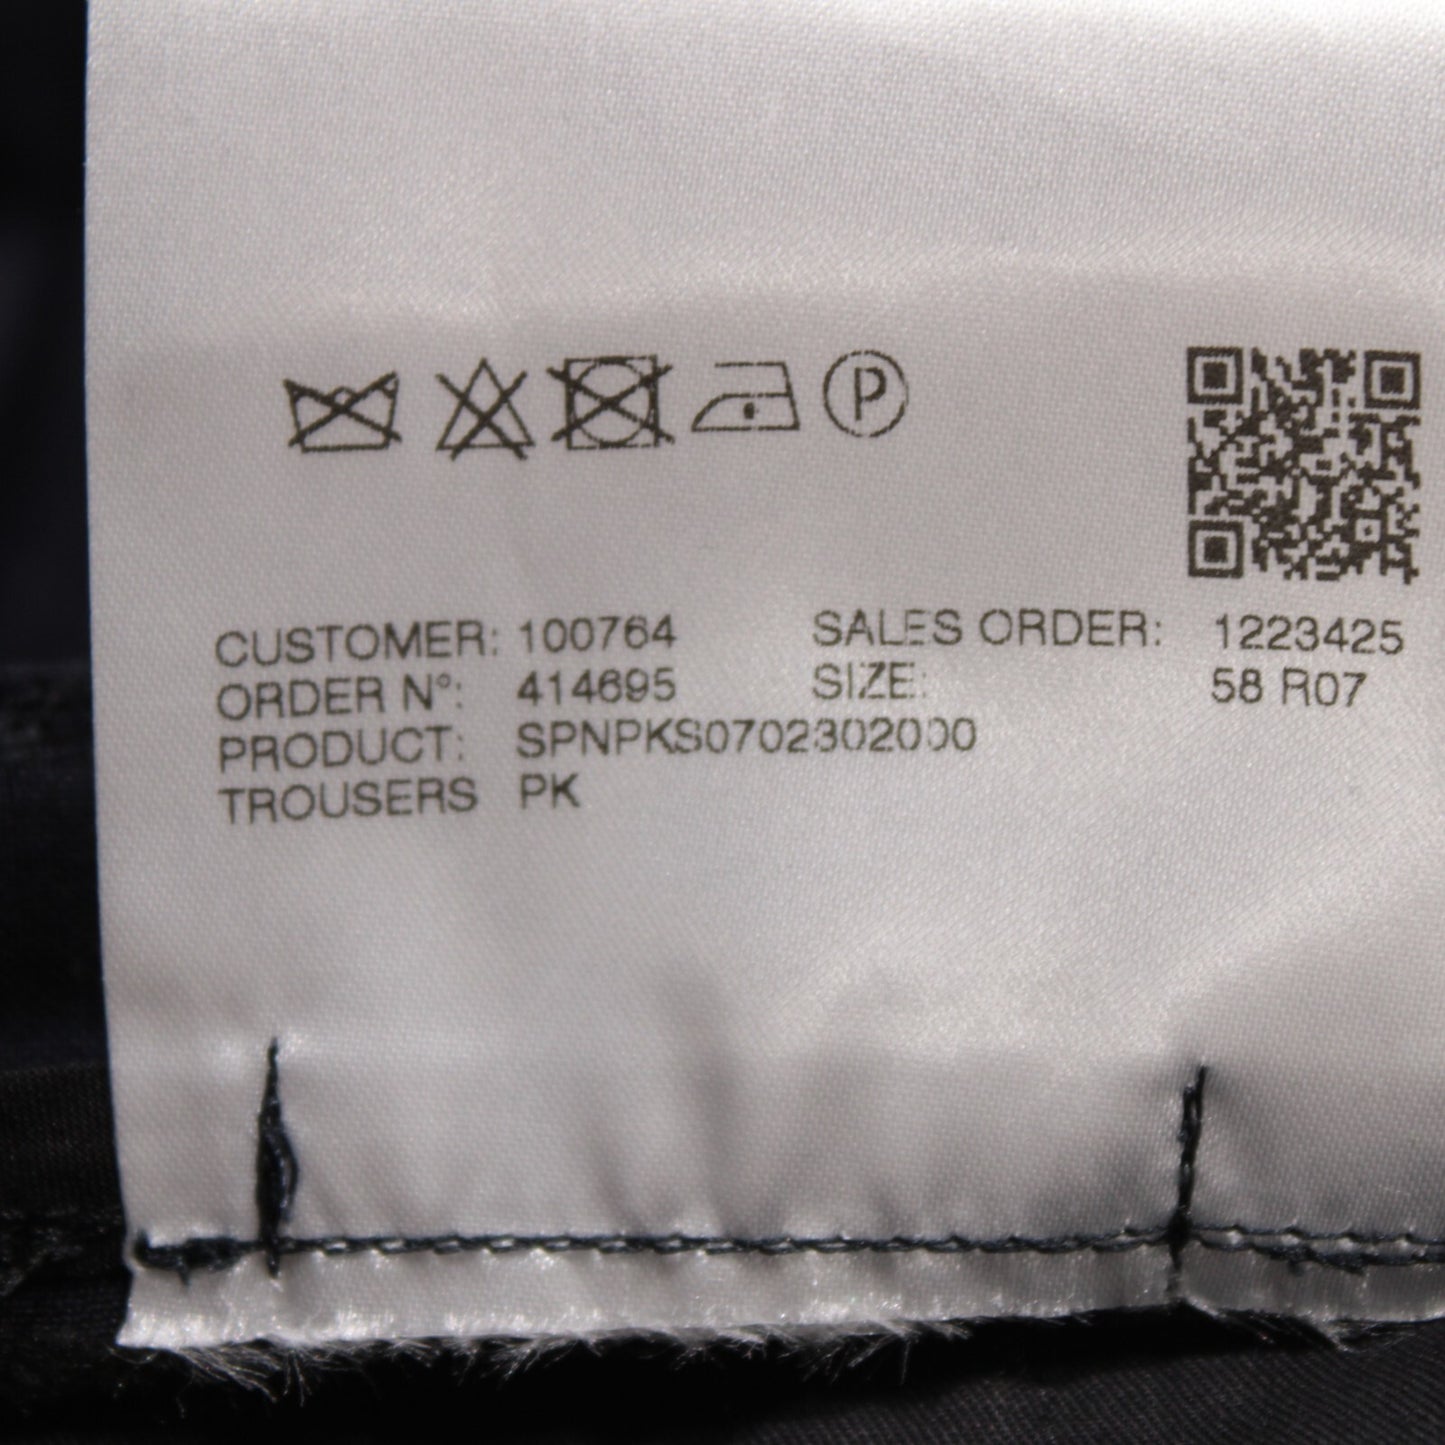 P
CUSTOMER: 100764 SALES ORDER: 1223425
ORDER N°: 414695 SIZE: 58 R07
PRODUCT: SPNPKS0702302000
TROUSERS PK